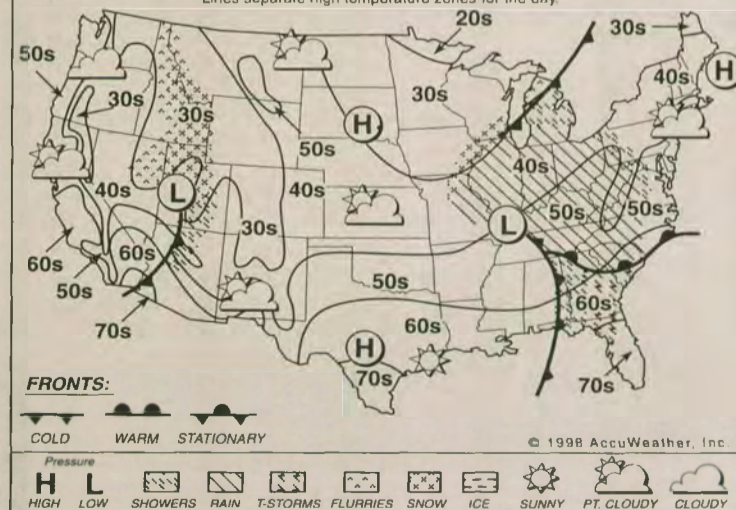 Lines separate high temperature zones for the day.
20s
30s
50s
H
30s
40s
30s
30s
H
50s
40s
L
40s
40s
30s
50s
50s
L
60s
60s
50s
50s
60s
60s
70s
H
70s
70s
FRONTS:
COLD WARM STATIONARY
© 1998 AccuWeather, Inc.
Pressure
H L
HIGH LOW SHOWERS RAIN T-STORMS FLURRIES SNOW ICE SUNNY PT. CLOUDY CLOUDY